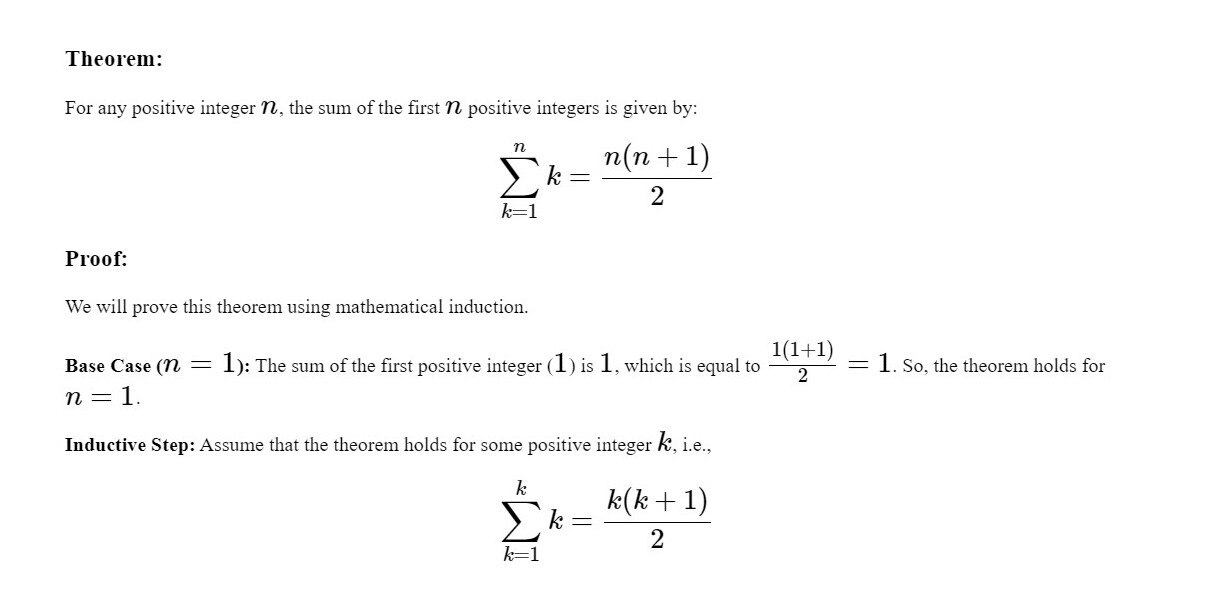 Theorem:
For any positive integer n, the sum of the first n positive integers is given by:
\sum_{k=1}^{n} k = \frac{n(n+1)}{2}
Proof:
We will prove this theorem using mathematical induction.
Base Case (n = 1): The sum of the first positive integer (1) is 1, which is equal to \frac{1(1+1)}{2} = 1. So, the theorem holds for
n = 1.
Inductive Step: Assume that the theorem holds for some positive integer k, i.e.,
\sum_{k=1}^{k} k = \frac{k(k+1)}{2}